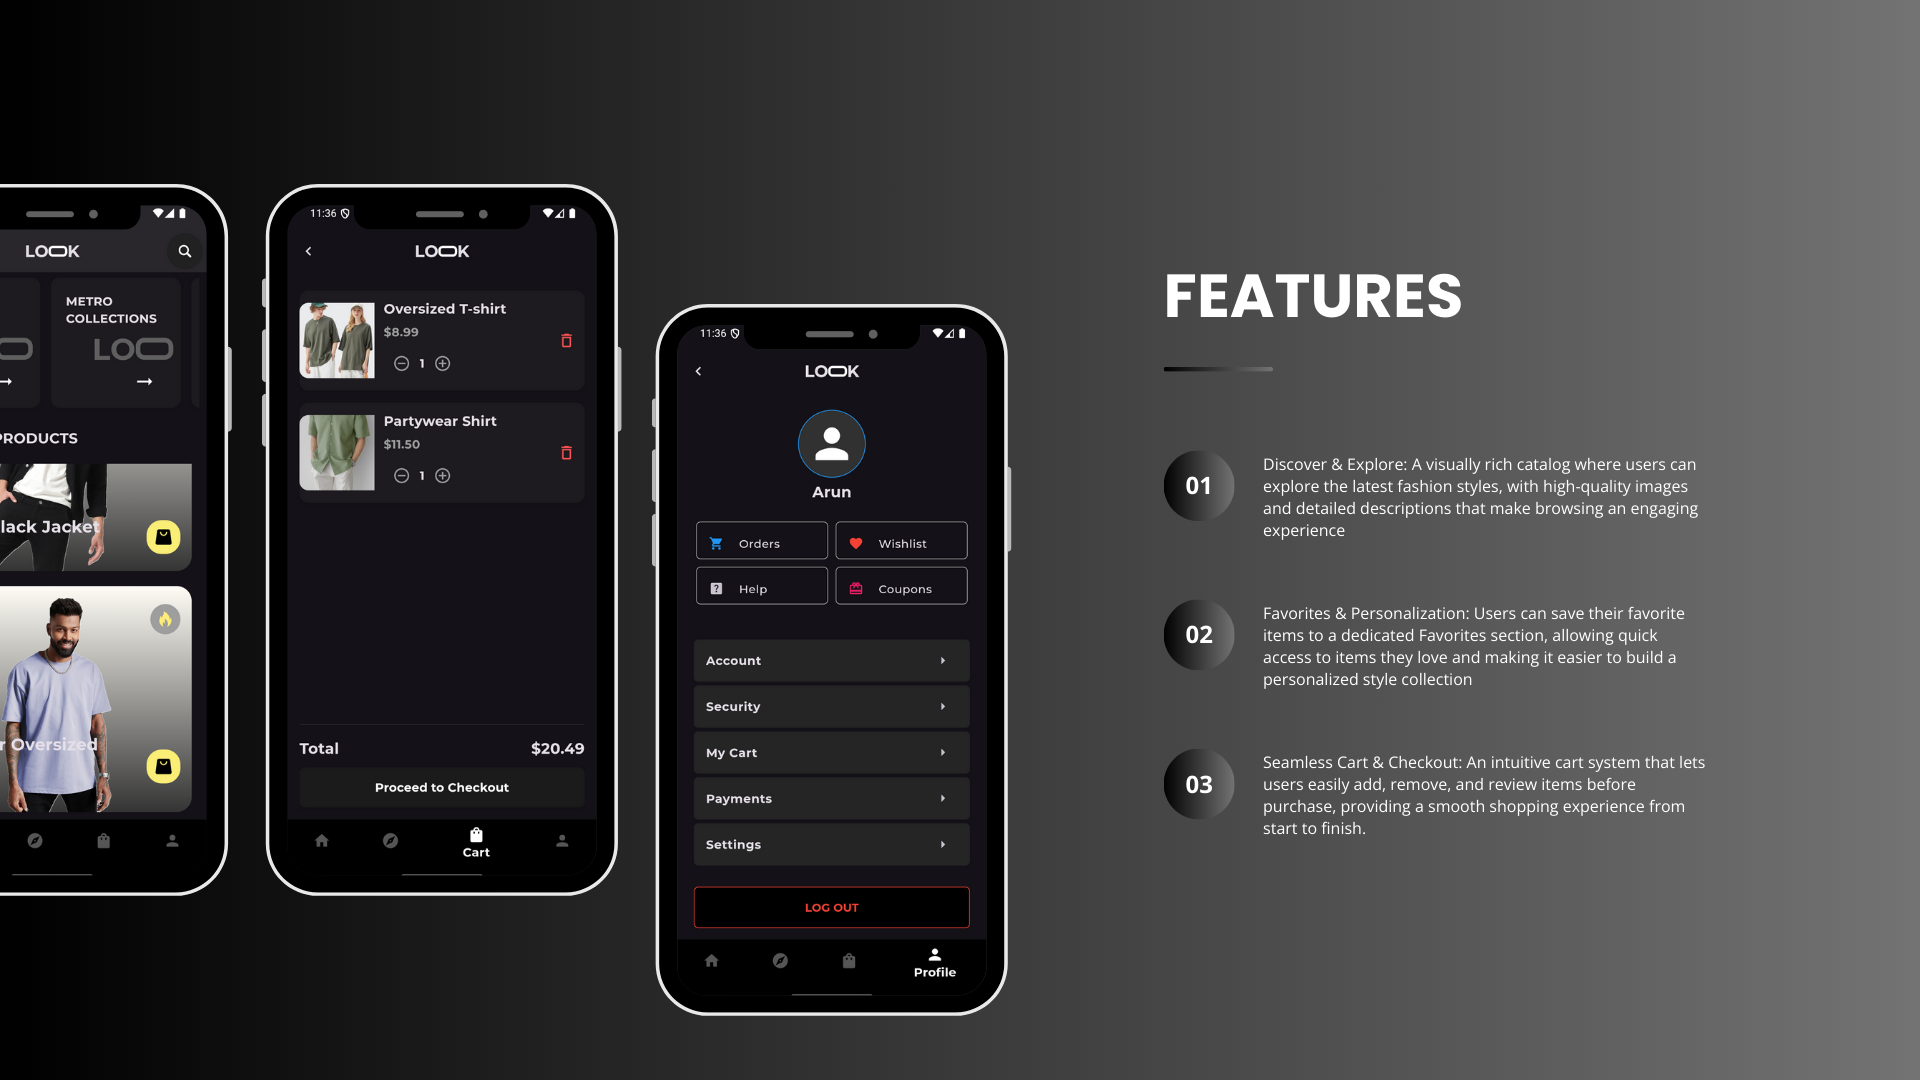 LOOK
METRO
COLLECTIONS
LOO
PRODUCTS
lack Jacket
r Oversized
11:36
LOOK
Oversized T-shirt
$8.99
1
Partywear Shirt
$11.50
1
Total
$20.49
Proceed to Checkout
Cart
11:36
LOOK
Arun
Orders
Wishlist
Help
Coupons
Account
Security
My Cart
Payments
Settings
LOG OUT
Profile
FEATURES
01
Discover & Explore: A visually rich catalog where users can
explore the latest fashion styles, with high-quality images
and detailed descriptions that make browsing an engaging
experience
02
Favorites & Personalization: Users can save their favorite
items to a dedicated Favorites section, allowing quick
access to items they love and making it easier to build a
personalized style collection
03
Seamless Cart & Checkout: An intuitive cart system that lets
users easily add, remove, and review items before
purchase, providing a smooth shopping experience from
start to finish.